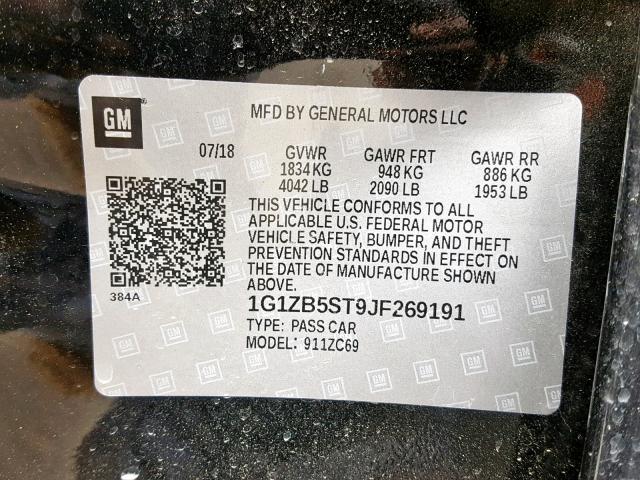 GM
MFD BY GENERAL MOTORS LLC
07/18 GVWR GAWR FRT GAWR RR
1834 KG 948 KG 886 KG
4042 LB 2090 LB 1953 LB
THIS VEHICLE CONFORMS TO ALL
APPLICABLE U.S. FEDERAL MOTOR
VEHICLE SAFETY, BUMPER, AND THEFT
PREVENTION STANDARDS IN EFFECT ON
THE DATE OF MANUFACTURE SHOWN
ABOVE.
384A
1G1ZB5ST9JF269191
TYPE: PASS CAR
MODEL: 911ZC69